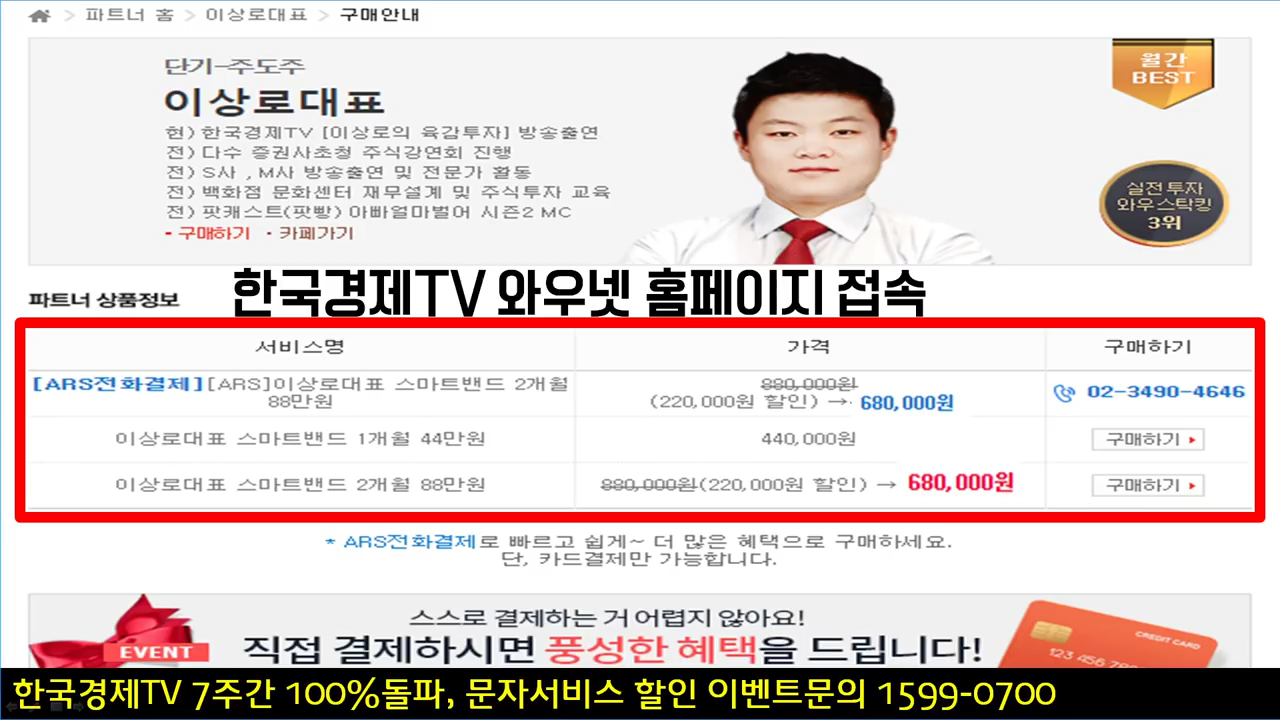 파트너 홈 > 이상로대표 > 구매안내
단기-주도주
이상로대표
현) 한국경제TV [이상로의 육감투자] 방송출연
전) 다수 증권사초청 주식강연회 진행
전) S사 , M사 방송출연 및 전문가 활동
전) 백화점 문화센터 재무설계 및 주식투자 교육
전) 팟캐스트(팟빵) 아빠얼마벌어 시즌2 MC
- 구매하기 · 카페가기
월간
BEST
실전투자
와우스탁킹
3위
파트너 상품정보
한국경제TV 와우넷 홈페이지 접속
서비스명 가격 구매하기
[ARS전화결제][ARS]이상로대표 스마트밴드 2개월
88만원
880,000원
(220,000원 할인) → 680,000원
02-3490-4646
이상로대표 스마트밴드 1개월 44만원 440,000원 구매하기
이상로대표 스마트밴드 2개월 88만원 880,000원(220,000원 할인) → 680,000원 구매하기
* ARS전화결제로 빠르고 쉽게~ 더 많은 혜택으로 구매하세요.
단, 카드결제만 가능합니다.
EVENT
스스로 결제하는 거 어렵지 않아요!
직접 결제하시면 풍성한 혜택을 드립니다!
CREDIT CARD
123 456
한국경제TV 7주간 100%돌파, 문자서비스 할인 이벤트문의 1599-0700